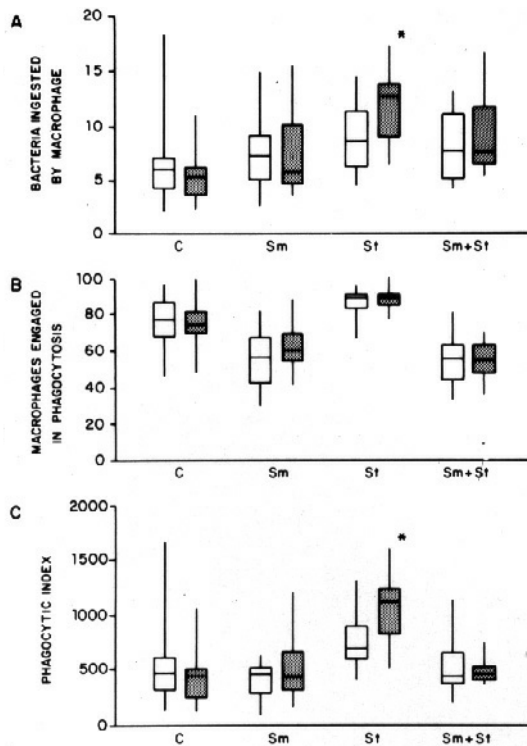 A
BACTERIA INGESTED
BY MACROPHAGE
20
15
10
5
0
*
C Sm St Sm+St
B
MACROPHAGES ENGAGED
IN PHAGOCYTOSIS
100
80
60
40
20
0
C Sm St Sm+St
C
PHAGOCYTIC INDEX
2000
1500
1000
500
0
*
C Sm St Sm+St